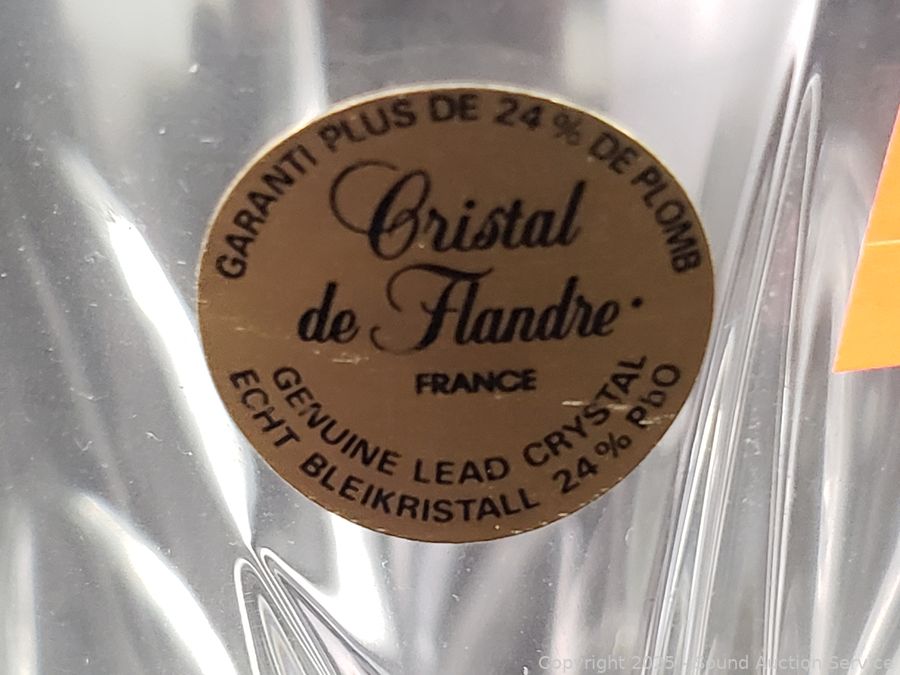 GARANTI PLUS DE 24% DE PLOMB
Cristal
de Flandre
FRANCE
GENUINE LEAD CRYSTAL
ECHT BLEIKRISTALL 24% PbO
Copyright 2025 - Sound Auction Service